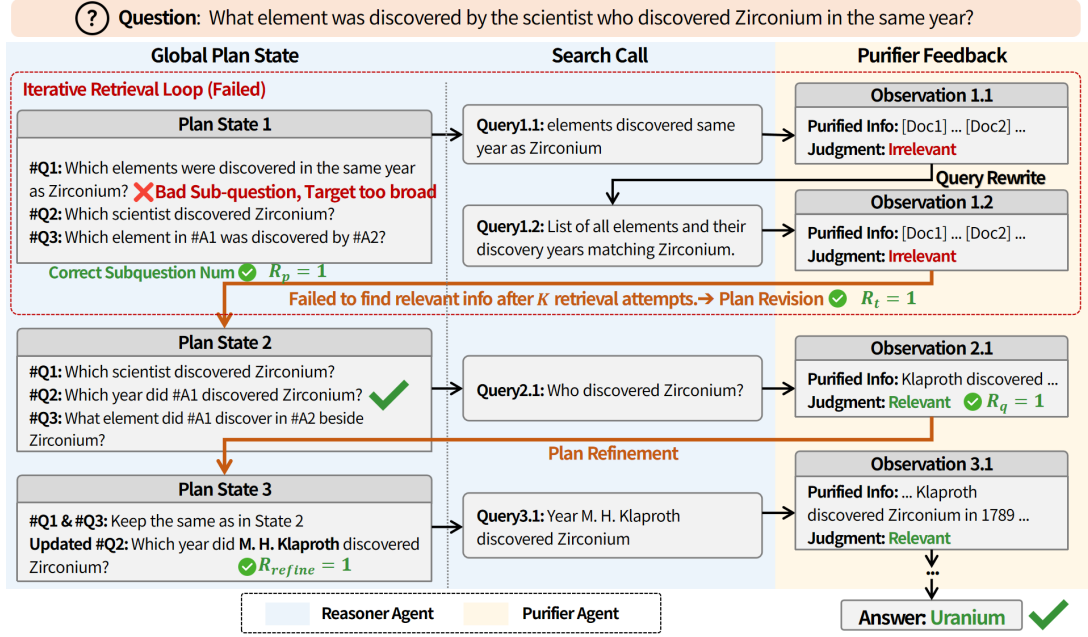 ? Question: What element was discovered by the scientist who discovered Zirconium in the same year?
Global Plan State
Search Call
Purifier Feedback
Iterative Retrieval Loop (Failed)
Plan State 1
#Q1: Which elements were discovered in the same year
as Zirconium? ❌Bad Sub-question, Target too broad
#Q2: Which scientist discovered Zirconium?
#Q3: Which element in #A1 was discovered by #A2?
Correct Subquestion Num R_p = 1
Query1.1: elements discovered same
year as Zirconium
Observation 1.1
Purified Info: [Doc1] ... [Doc2] ...
Judgment: Irrelevant
Query Rewrite
Query1.2: List of all elements and their
discovery years matching Zirconium.
Observation 1.2
Purified Info: [Doc1] ... [Doc2] ...
Judgment: Irrelevant
Failed to find relevant info after K retrieval attempts.➔ Plan Revision R_t = 1
Plan State 2
#Q1: Which scientist discovered Zirconium?
#Q2: Which year did #A1 discovered Zirconium?
#Q3: What element did #A1 discover in #A2 beside
Zirconium?
Query2.1: Who discovered Zirconium?
Observation 2.1
Purified Info: Klaproth discovered ...
Judgment: Relevant R_q = 1
Plan Refinement
Plan State 3
#Q1 & #Q3: Keep the same as in State 2
Updated #Q2: Which year did M. H. Klaproth discovered
Zirconium?
R_refine = 1
Query3.1: Year M. H. Klaproth
discovered Zirconium
Observation 3.1
Purified Info: ... Klaproth
discovered Zirconium in 1789 ...
Judgment: Relevant
...
Answer: Uranium
Reasoner Agent
Purifier Agent